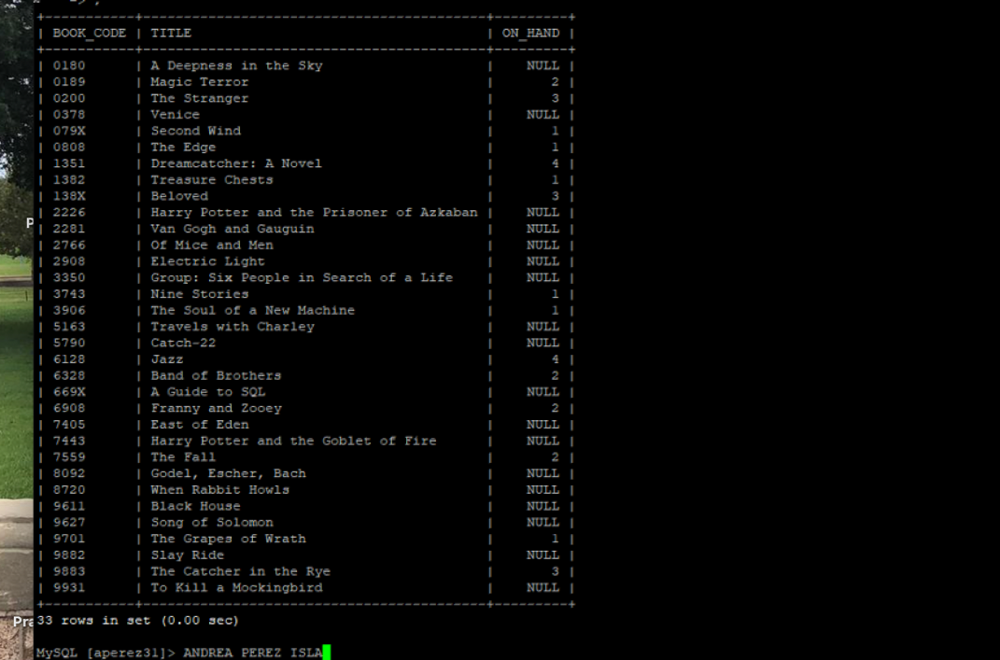 +------------+------------------------------------------+---------+
| BOOK_CODE | TITLE | ON_HAND |
+------------+------------------------------------------+---------+
| 0180 | A Deepness in the Sky | NULL |
| 0189 | Magic Terror | 2 |
| 0200 | The Stranger | 3 |
| 0378 | Venice | NULL |
| 079X | Second Wind | 1 |
| 0808 | The Edge | 1 |
| 1351 | Dreamcatcher: A Novel | 4 |
| 1382 | Treasure Chests | 1 |
| 138X | Beloved | 3 |
| 2226 | Harry Potter and the Prisoner of Azkaban | NULL |
| 2281 | Van Gogh and Gauguin | NULL |
| 2766 | Of Mice and Men | NULL |
| 2908 | Electric Light | NULL |
| 3350 | Group: Six People in Search of a Life | NULL |
| 3743 | Nine Stories | 1 |
| 3906 | The Soul of a New Machine | 1 |
| 5163 | Travels with Charley | NULL |
| 5790 | Catch-22 | NULL |
| 6128 | Jazz | 4 |
| 6328 | Band of Brothers | 2 |
| 669X | A Guide to SQL | NULL |
| 6908 | Franny and Zooey | 2 |
| 7405 | East of Eden | NULL |
| 7443 | Harry Potter and the Goblet of Fire | NULL |
| 7559 | The Fall | 2 |
| 8092 | Godel, Escher, Bach | NULL |
| 8720 | When Rabbit Howls | NULL |
| 9611 | Black House | NULL |
| 9627 | Song of Solomon | NULL |
| 9701 | The Grapes of Wrath | 1 |
| 9882 | Slay Ride | NULL |
| 9883 | The Catcher in the Rye | 3 |
| 9931 | To Kill a Mockingbird | NULL |
+------------+------------------------------------------+---------+
33 rows in set (0.00 sec)
MySQL [aperez31]> ANDREA PEREZ ISLA